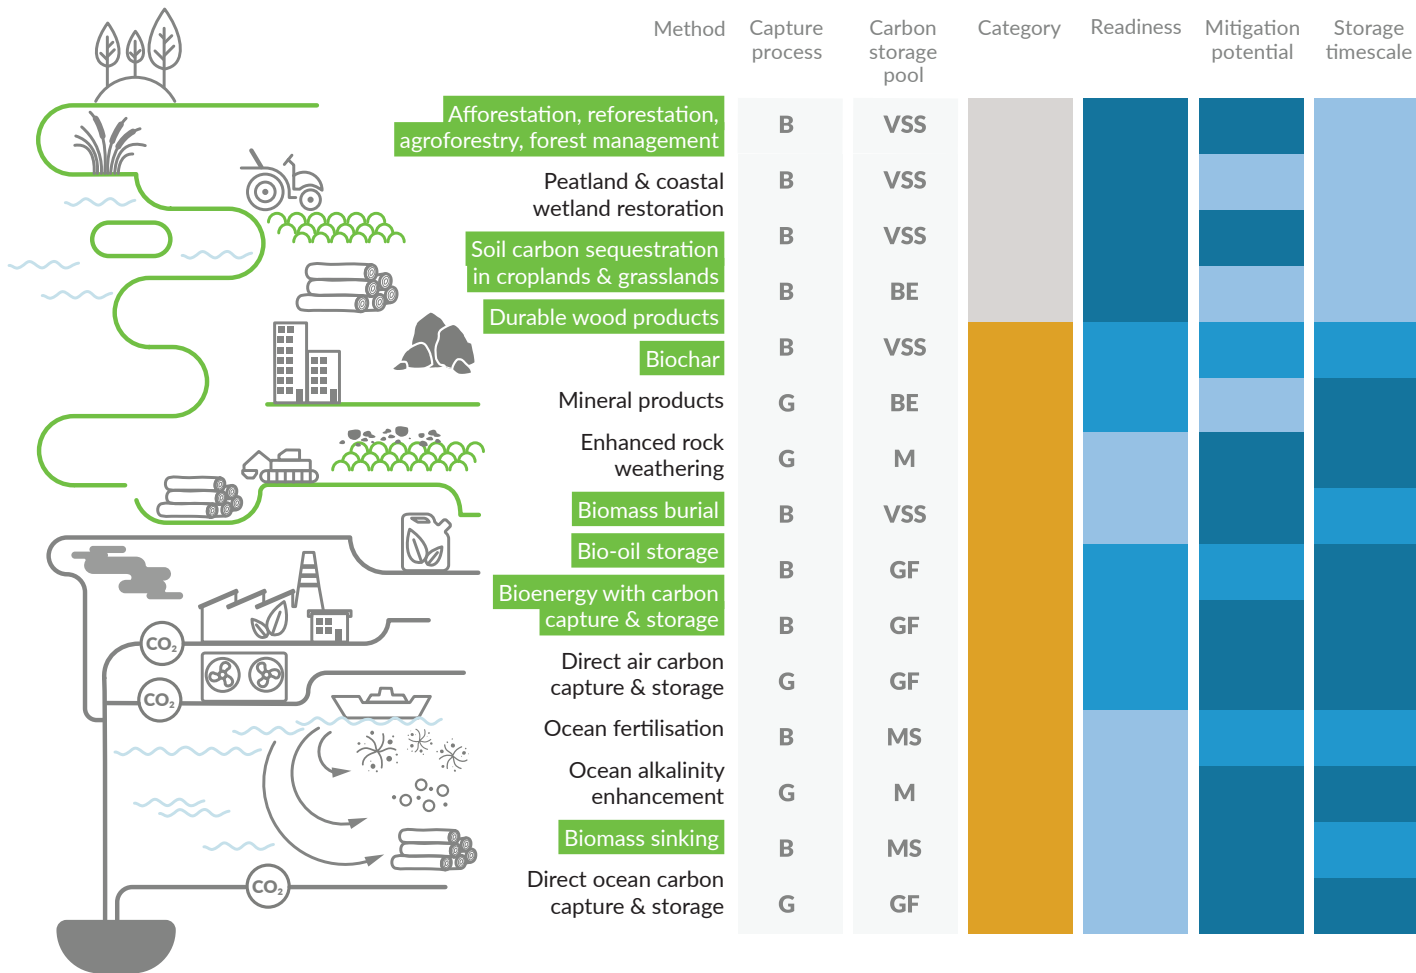 Method
Capture
process
Carbon
storage
pool
Category
Readiness
Mitigation
potential
Storage
timescale
Afforestation, reforestation,
agroforestry, forest management
B
VSS
Peatland & coastal
wetland restoration
B
VSS
Soil carbon sequestration
in croplands & grasslands
B
VSS
Durable wood products
B
BE
Biochar
B
VSS
Mineral products
G
BE
Enhanced rock
weathering
G
M
Biomass burial
B
VSS
Bio-oil storage
B
GF
Bioenergy with carbon
capture & storage
B
GF
Direct air carbon
capture & storage
G
GF
Ocean fertilisation
B
MS
Ocean alkalinity
enhancement
G
M
Biomass sinking
B
MS
Direct ocean carbon
capture & storage
G
GF
CO₂
CO₂
CO₂